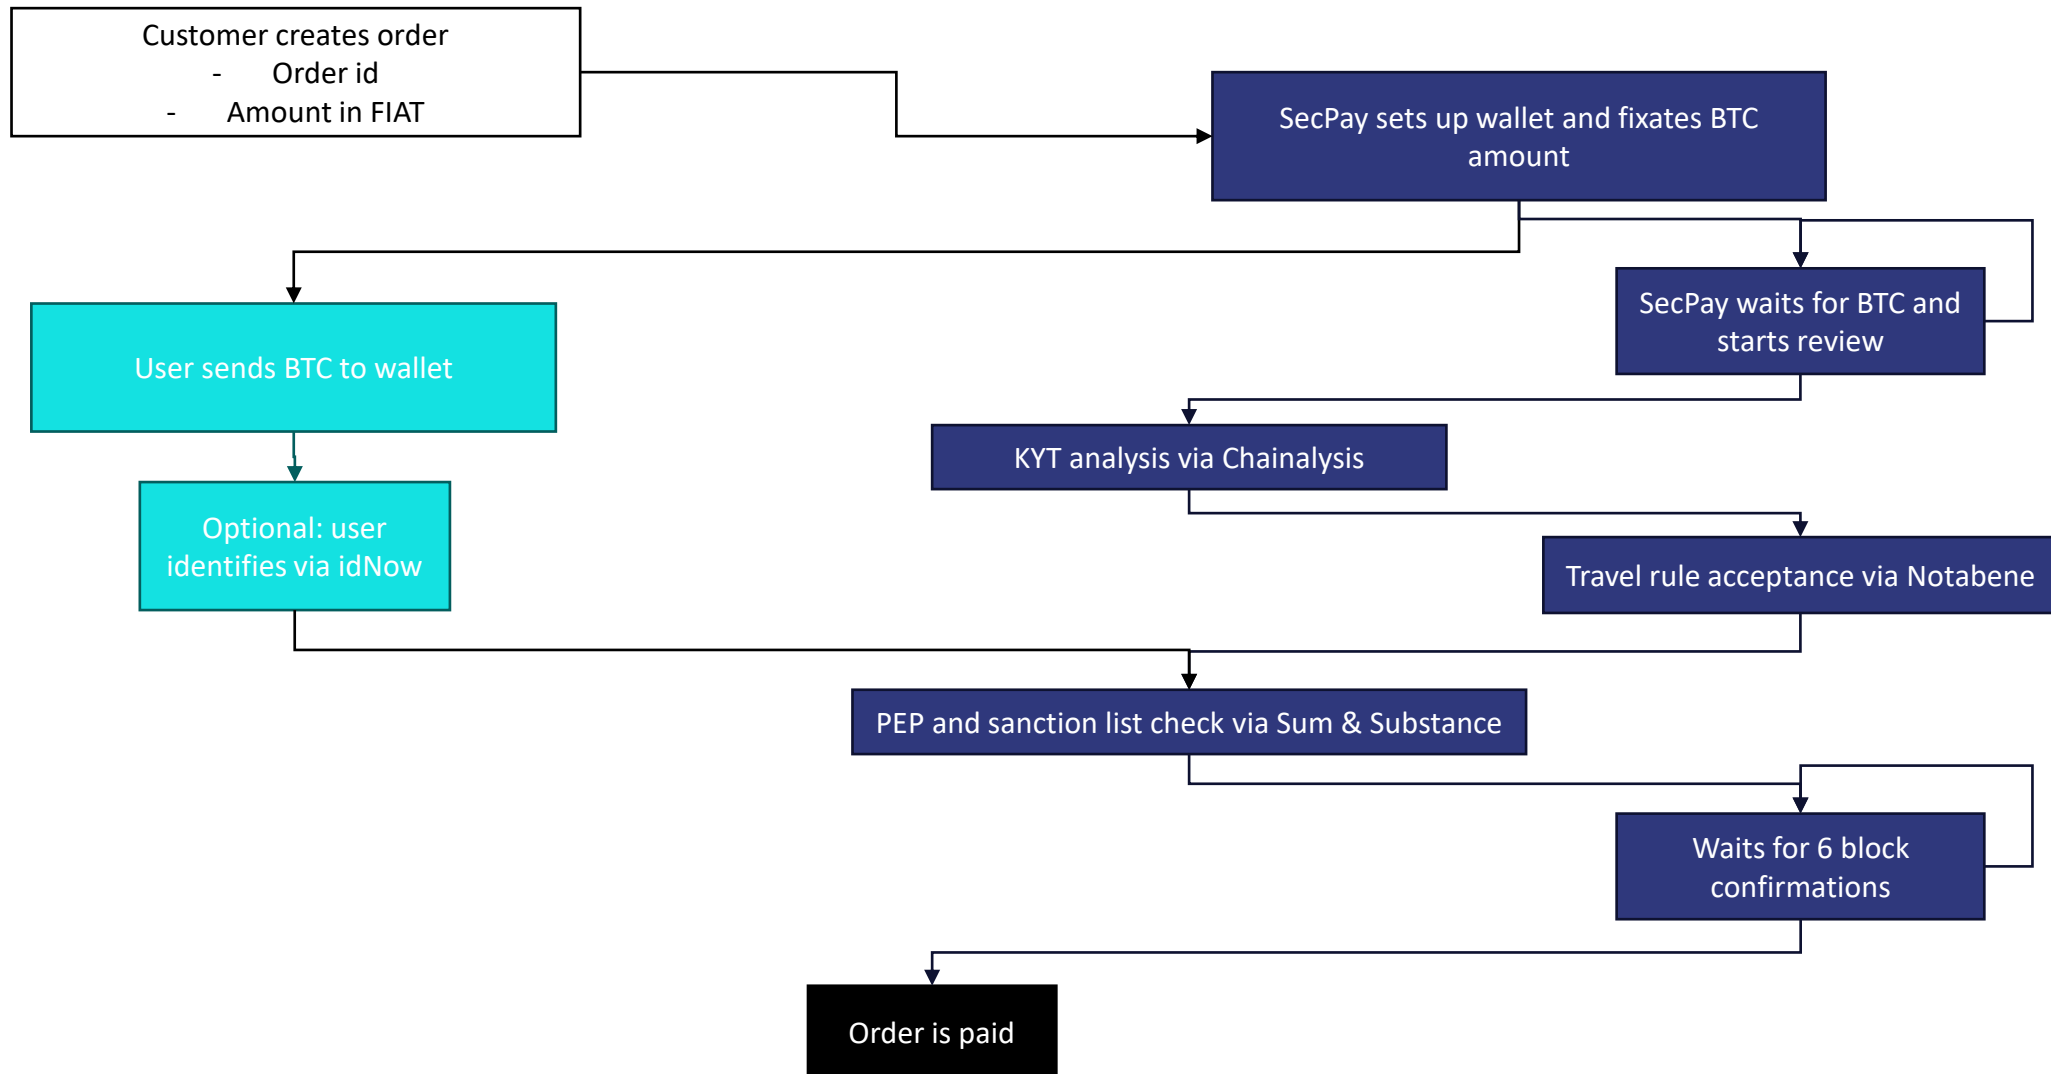 Customer creates order
- Order id
- Amount in FIAT
SecPay sets up wallet and fixates BTC
amount
SecPay waits for BTC and
starts review
User sends BTC to wallet
KYT analysis via Chainalysis
Optional: user
identifies via idNow
Travel rule acceptance via Notabene
PEP and sanction list check via Sum & Substance
Waits for 6 block
confirmations
Order is paid